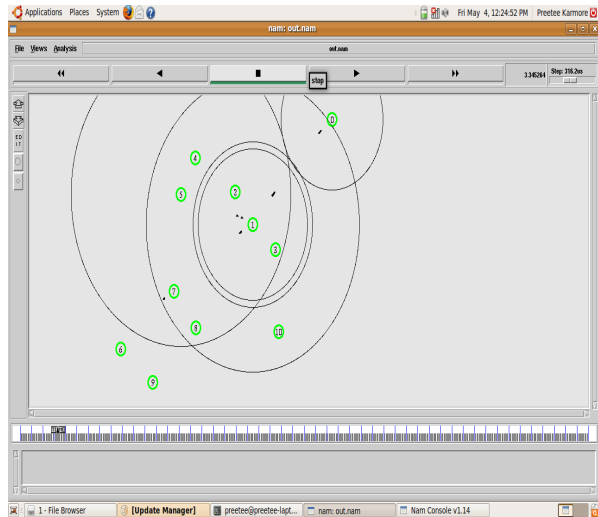 Applications Places System Fri May 4, 12:24:52 PM Preetee Karmore
nam: out.nam
File Views Analysis out.nam
stop 3.345264 Step: 316.2ms
ED
IT
0
4
5
2
1
3
7
8
10
6
9
1 - File Browser [Update Manager] preetee@preetee-lapt... nam: out.nam Nam Console v1.14